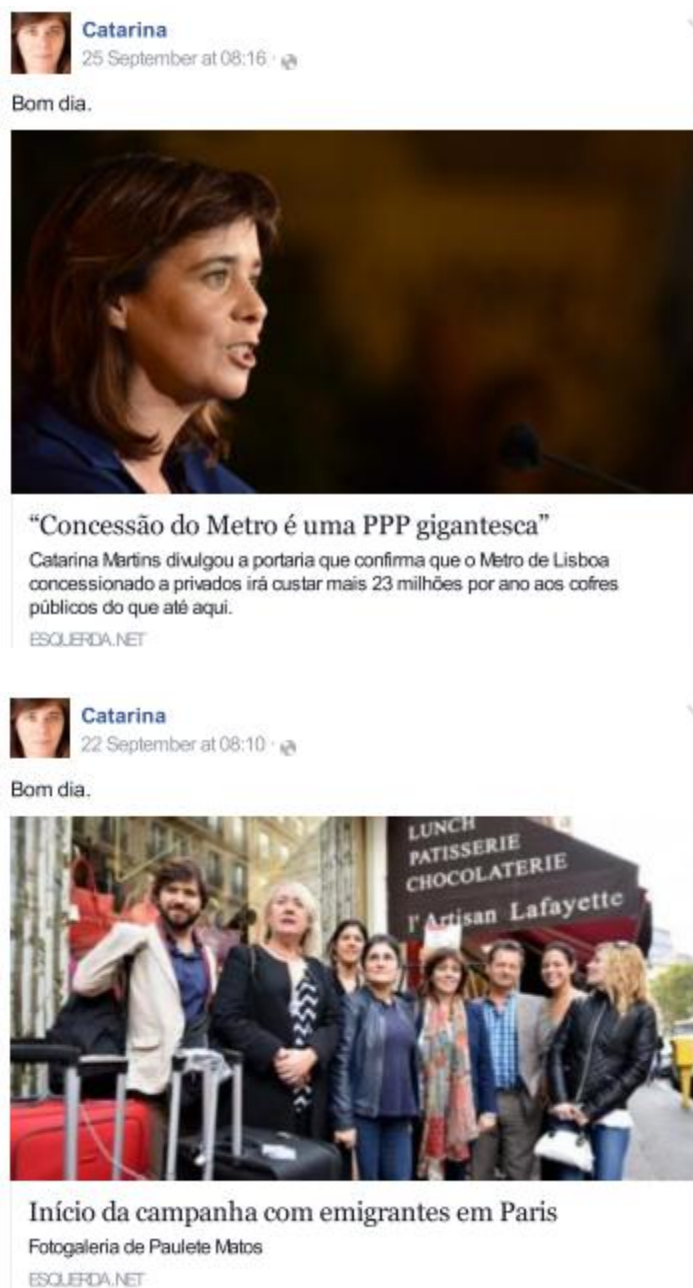 Catarina
25 September at 08:16
Bom dia.
“Concessão do Metro é uma PPP gigantesca”
Catarina Martins divulgou a portaria que confirma que o Metro de Lisboa
concessionado a privados irá custar mais 23 milhões por ano aos cofres
públicos do que até aqui.
ESQUERDA.NET
Catarina
22 September at 08:10
Bom dia.
LUNCH
PATISSERIE
CHOCOLATERIE
l'Artisan Lafayette
Início da campanha com emigrantes em Paris
Fotogaleria de Paulete Matos
ESQUERDA.NET